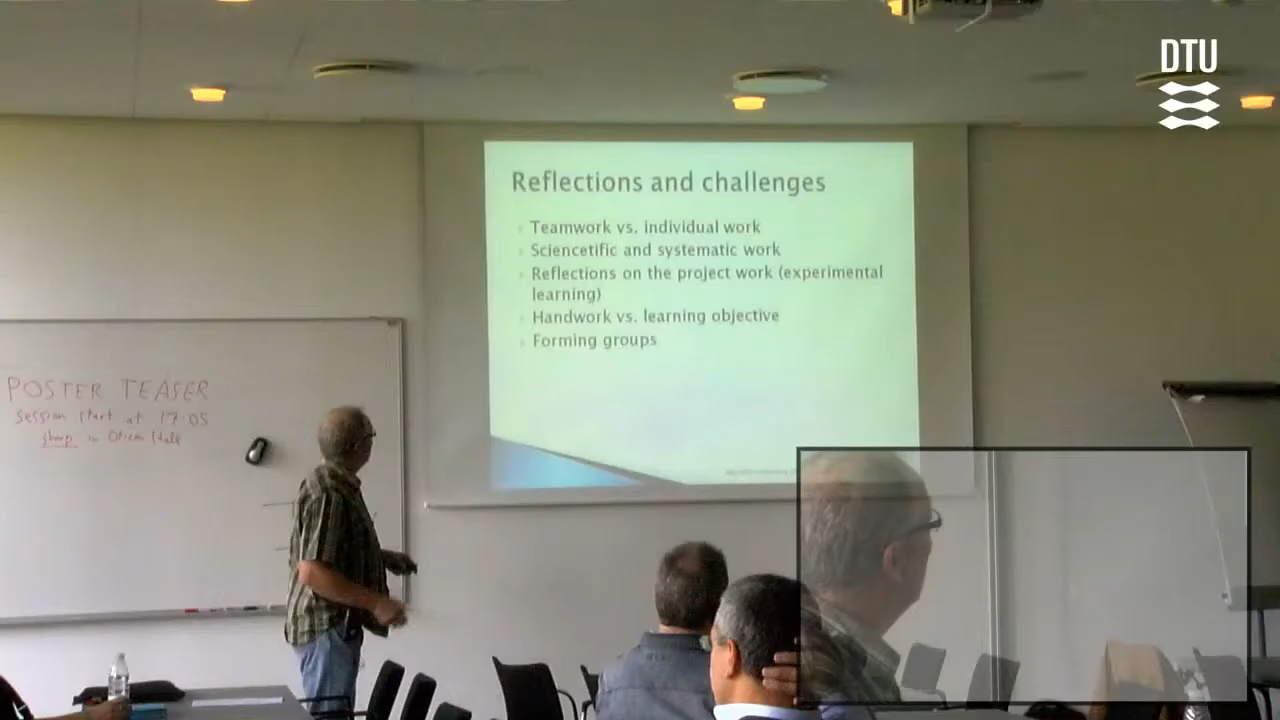 DTU
Reflections and challenges
Teamwork vs. individual work
Sciencetific and systematic work
Reflections on the project work (experimental
learning)
Handwork vs. learning objective
Forming groups
POSTER TEASER
Session start at 17:05
sharp in